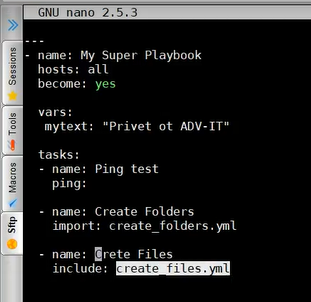 GNU nano 2.5.3
---
- name: My Super Playbook
hosts: all
become: yes
vars:
mytext: "Privet ot ADV-IT"
tasks:
- name: Ping test
ping:
- name: Create Folders
import: create_folders.yml
- name: Crete Files
include: create_files.yml
Sessions
Tools
Macros
Sftp